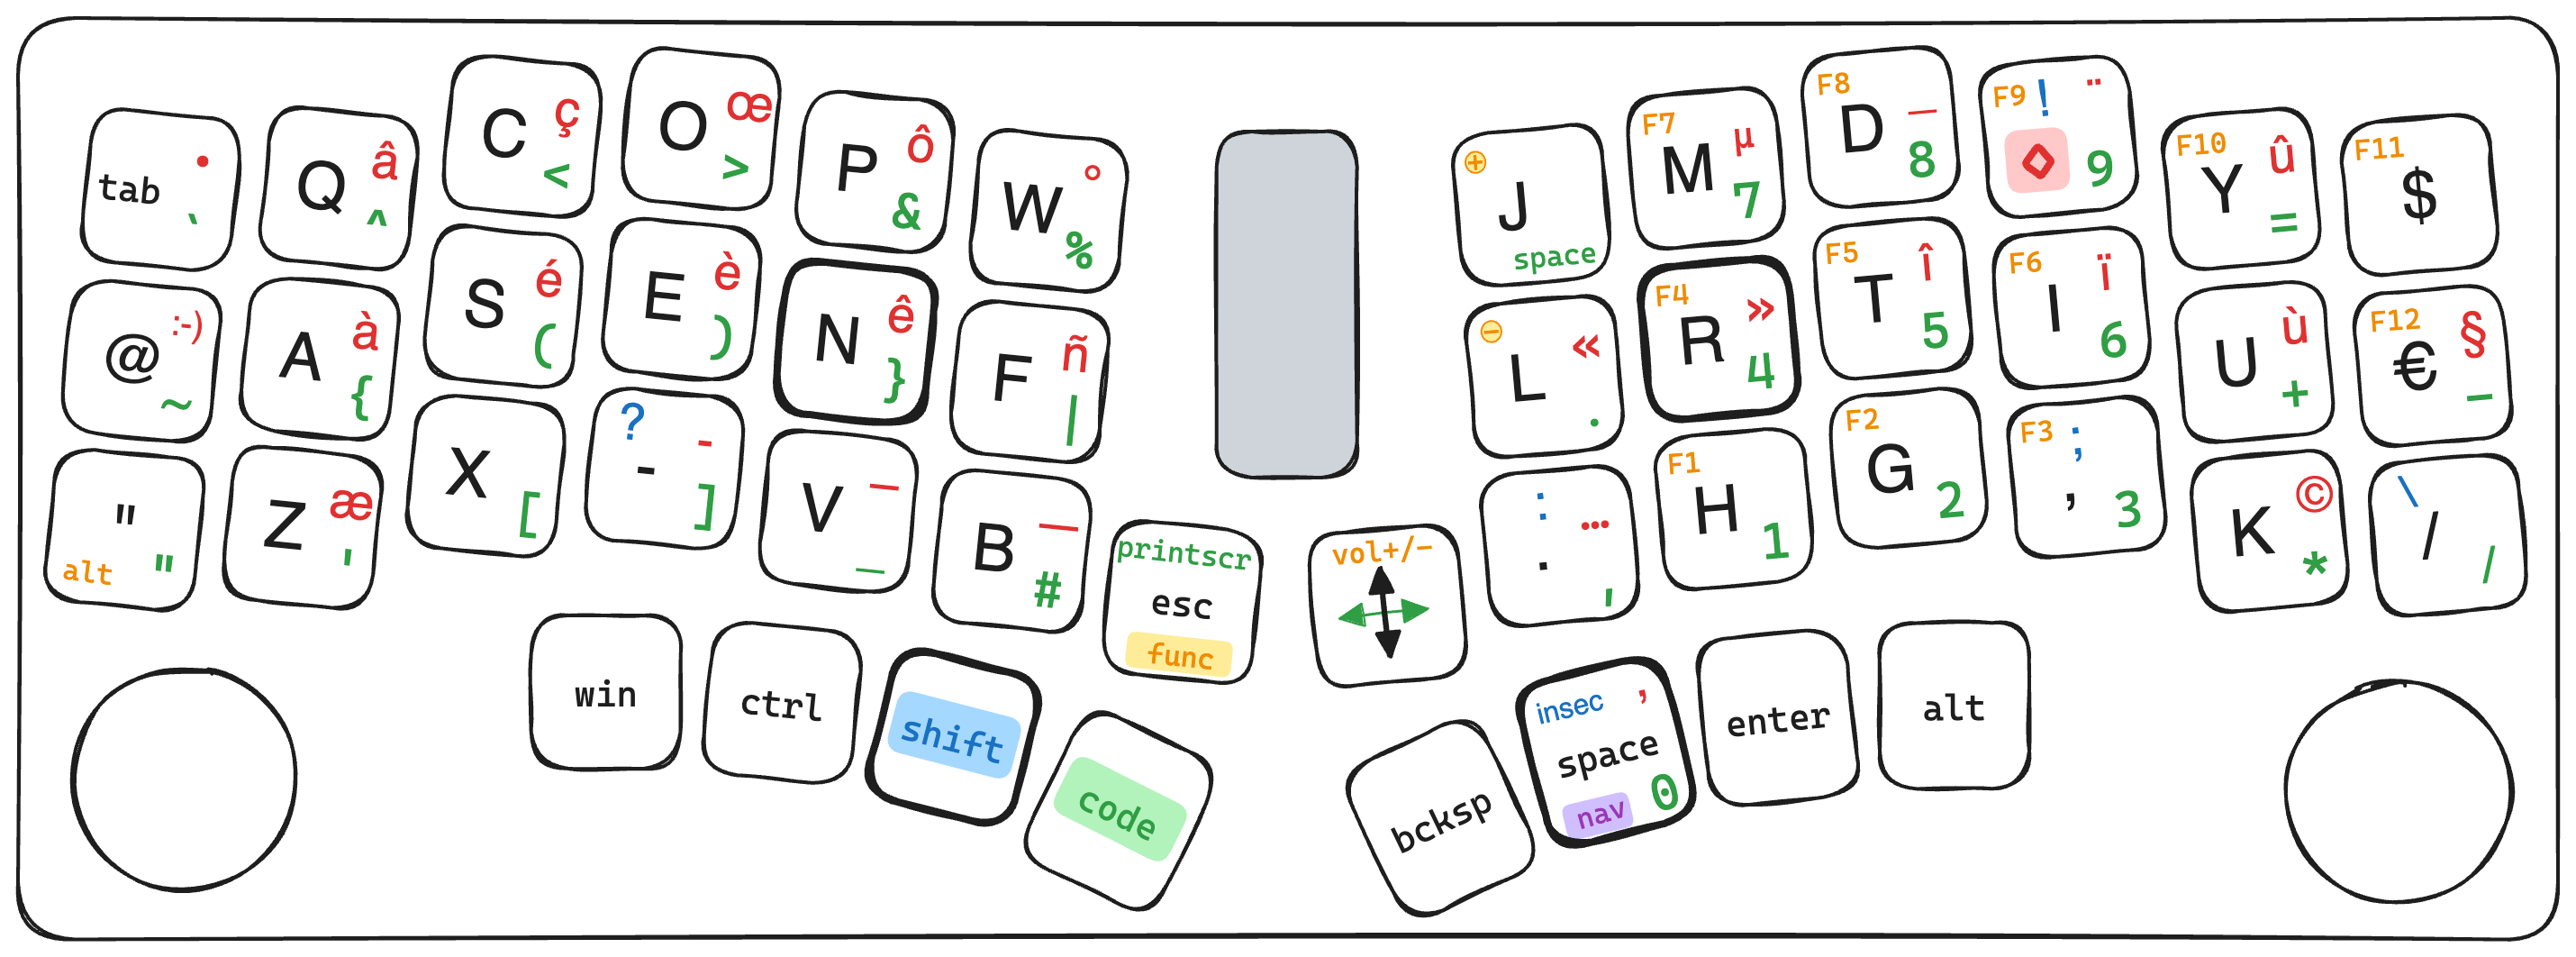 tab • `
Q â ^
C ç <
O œ >
P ô &
W ° %
⊕ J space
F7 M µ 7
F8 D – 8
F9 ! ¨ ◇ 9
F10 Y û =
F11 $
@ :-) ~
A à {
S é (
E è )
N ê }
F ñ |
⊖ L « .
F4 R » 4
F5 T î 5
F6 I ï 6
U ù +
F12 € § −
" alt "
Z æ '
X [
? - - ]
V – _
B — #
printscr
esc
func
vol+/−
: … . ,
F1 H 1
F2 G 2
F3 ; , 3
K © *
\ / /
win
ctrl
shift
code
bcksp
insec ’
space
nav 0
enter
alt